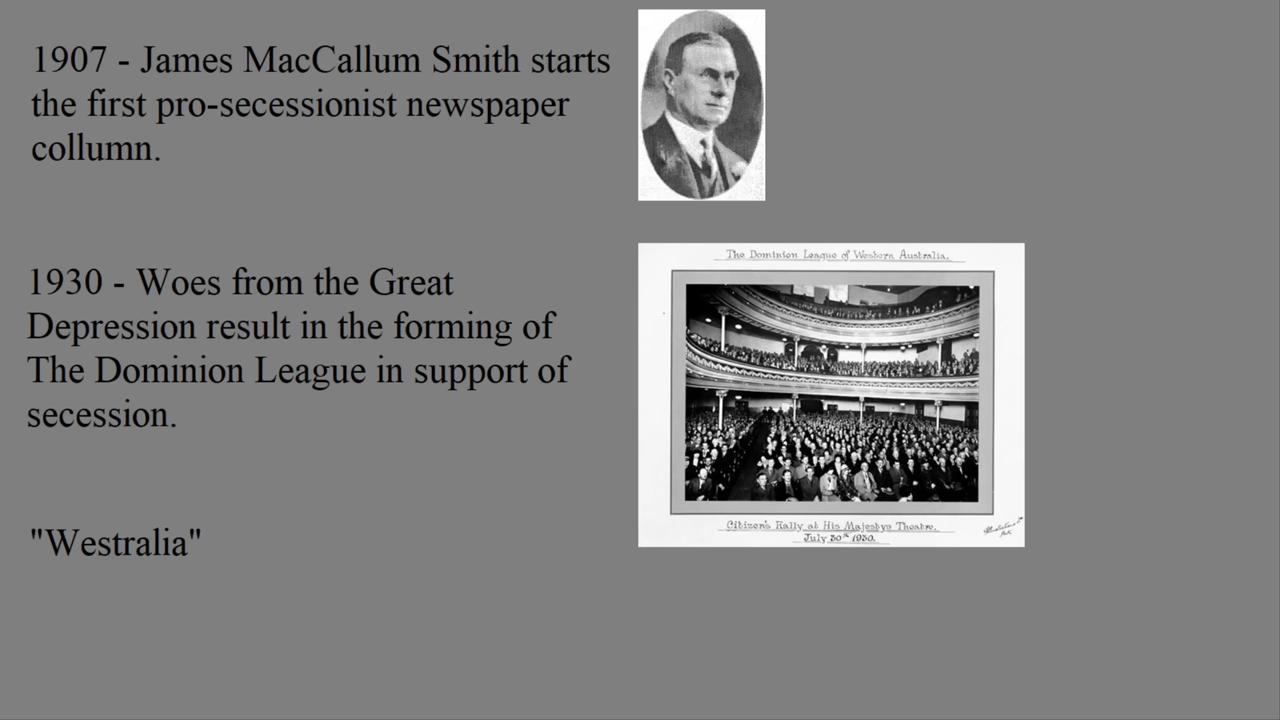 1907 - James MacCallum Smith starts
the first pro-secessionist newspaper
collumn.
1930 - Woes from the Great
Depression result in the forming of
The Dominion League in support of
secession.
"Westralia"
The Dominion League of Western Australia.
Citizen's Rally at His Majestys Theatre.
July 30th 1930.